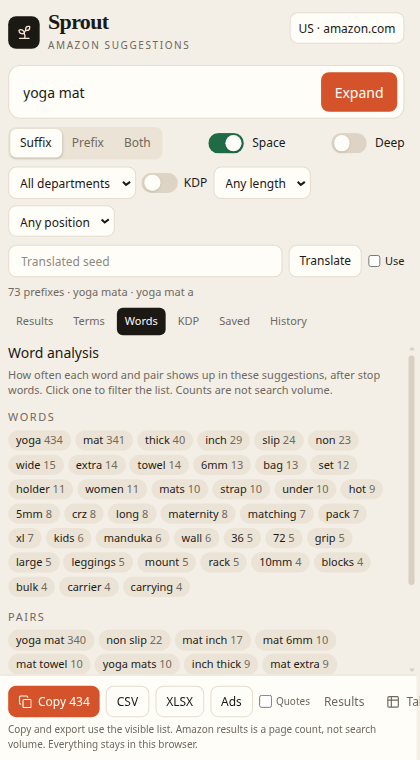 Sprout
AMAZON SUGGESTIONS
US · amazon.com
yoga mat
Expand
Suffix Prefix Both Space Deep
All departments KDP Any length
Any position
Translated seed Translate Use
73 prefixes · yoga mata · yoga mat a
Results Terms Words KDP Saved History
Word analysis
How often each word and pair shows up in these suggestions, after stop
words. Click one to filter the list. Counts are not search volume.
WORDS
yoga 434 mat 341 thick 40 inch 29 slip 24 non 23
wide 15 extra 14 towel 14 6mm 13 bag 13 set 12
holder 11 women 11 mats 10 strap 10 under 10 hot 9
5mm 8 crz 8 long 8 maternity 8 matching 7 pack 7
xl 7 kids 6 manduka 6 wall 6 36 5 72 5 grip 5
large 5 leggings 5 mount 5 rack 5 10mm 4 blocks 4
bulk 4 carrier 4 carrying 4
PAIRS
yoga mat 340 non slip 22 mat inch 17 mat 6mm 10
mat towel 10 yoga mats 10 inch thick 9 mat extra 9
Copy 434 CSV XLSX Ads Quotes Results Ta
Copy and export use the visible list. Amazon results is a page count, not search
volume. Everything stays in this browser.